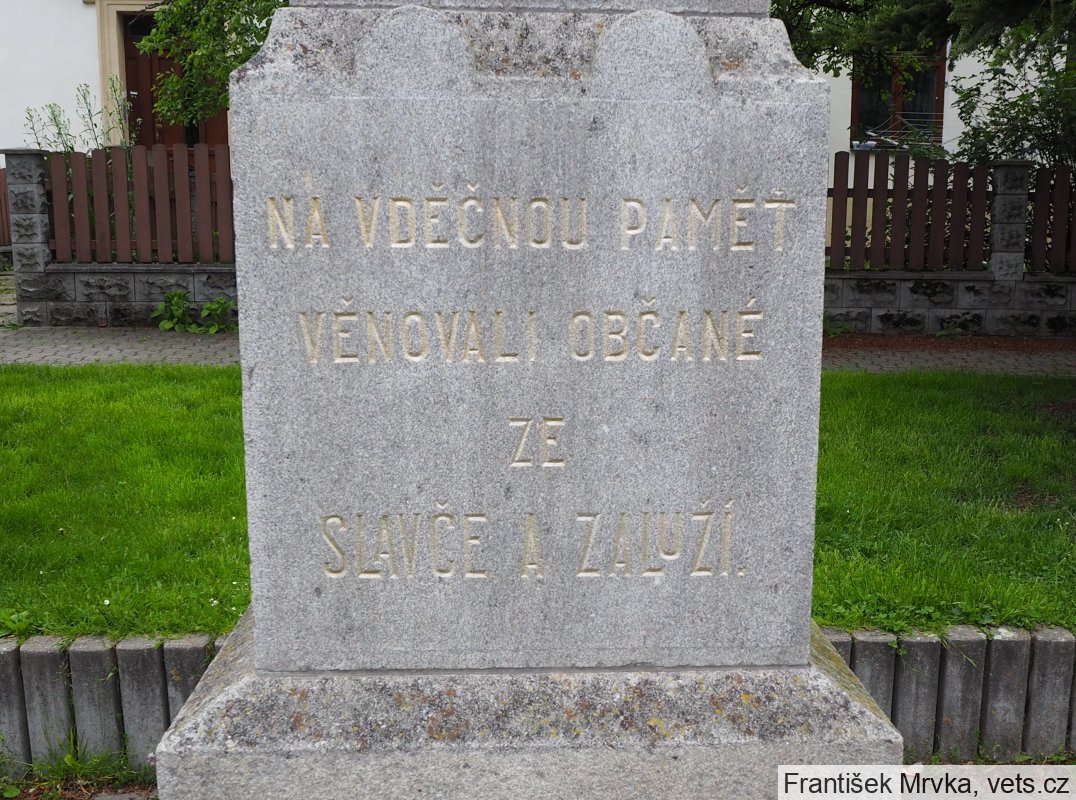 NA VDĚČNOU PAMĚŤ
VĚNOVALI OBČANÉ
ZE
SLAVČE A ZALUŽÍ.
František Mrvka, vets.cz